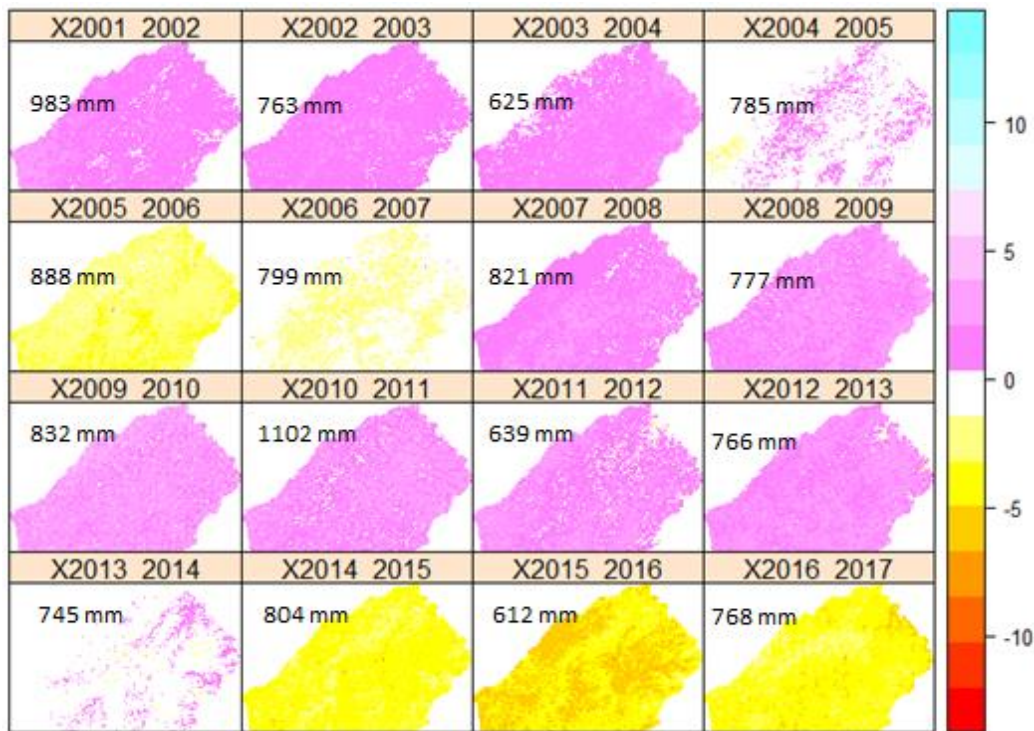 X2001 2002
X2002 2003
X2003 2004
X2004 2005
983 mm
763 mm
625 mm
785 mm
X2005 2006
X2006 2007
X2007 2008
X2008 2009
888 mm
799 mm
821 mm
777 mm
X2009 2010
X2010 2011
X2011 2012
X2012 2013
832 mm
1102 mm
639 mm
766 mm
X2013 2014
X2014 2015
X2015 2016
X2016 2017
745 mm
804 mm
612 mm
768 mm
10
5
0
-5
-10